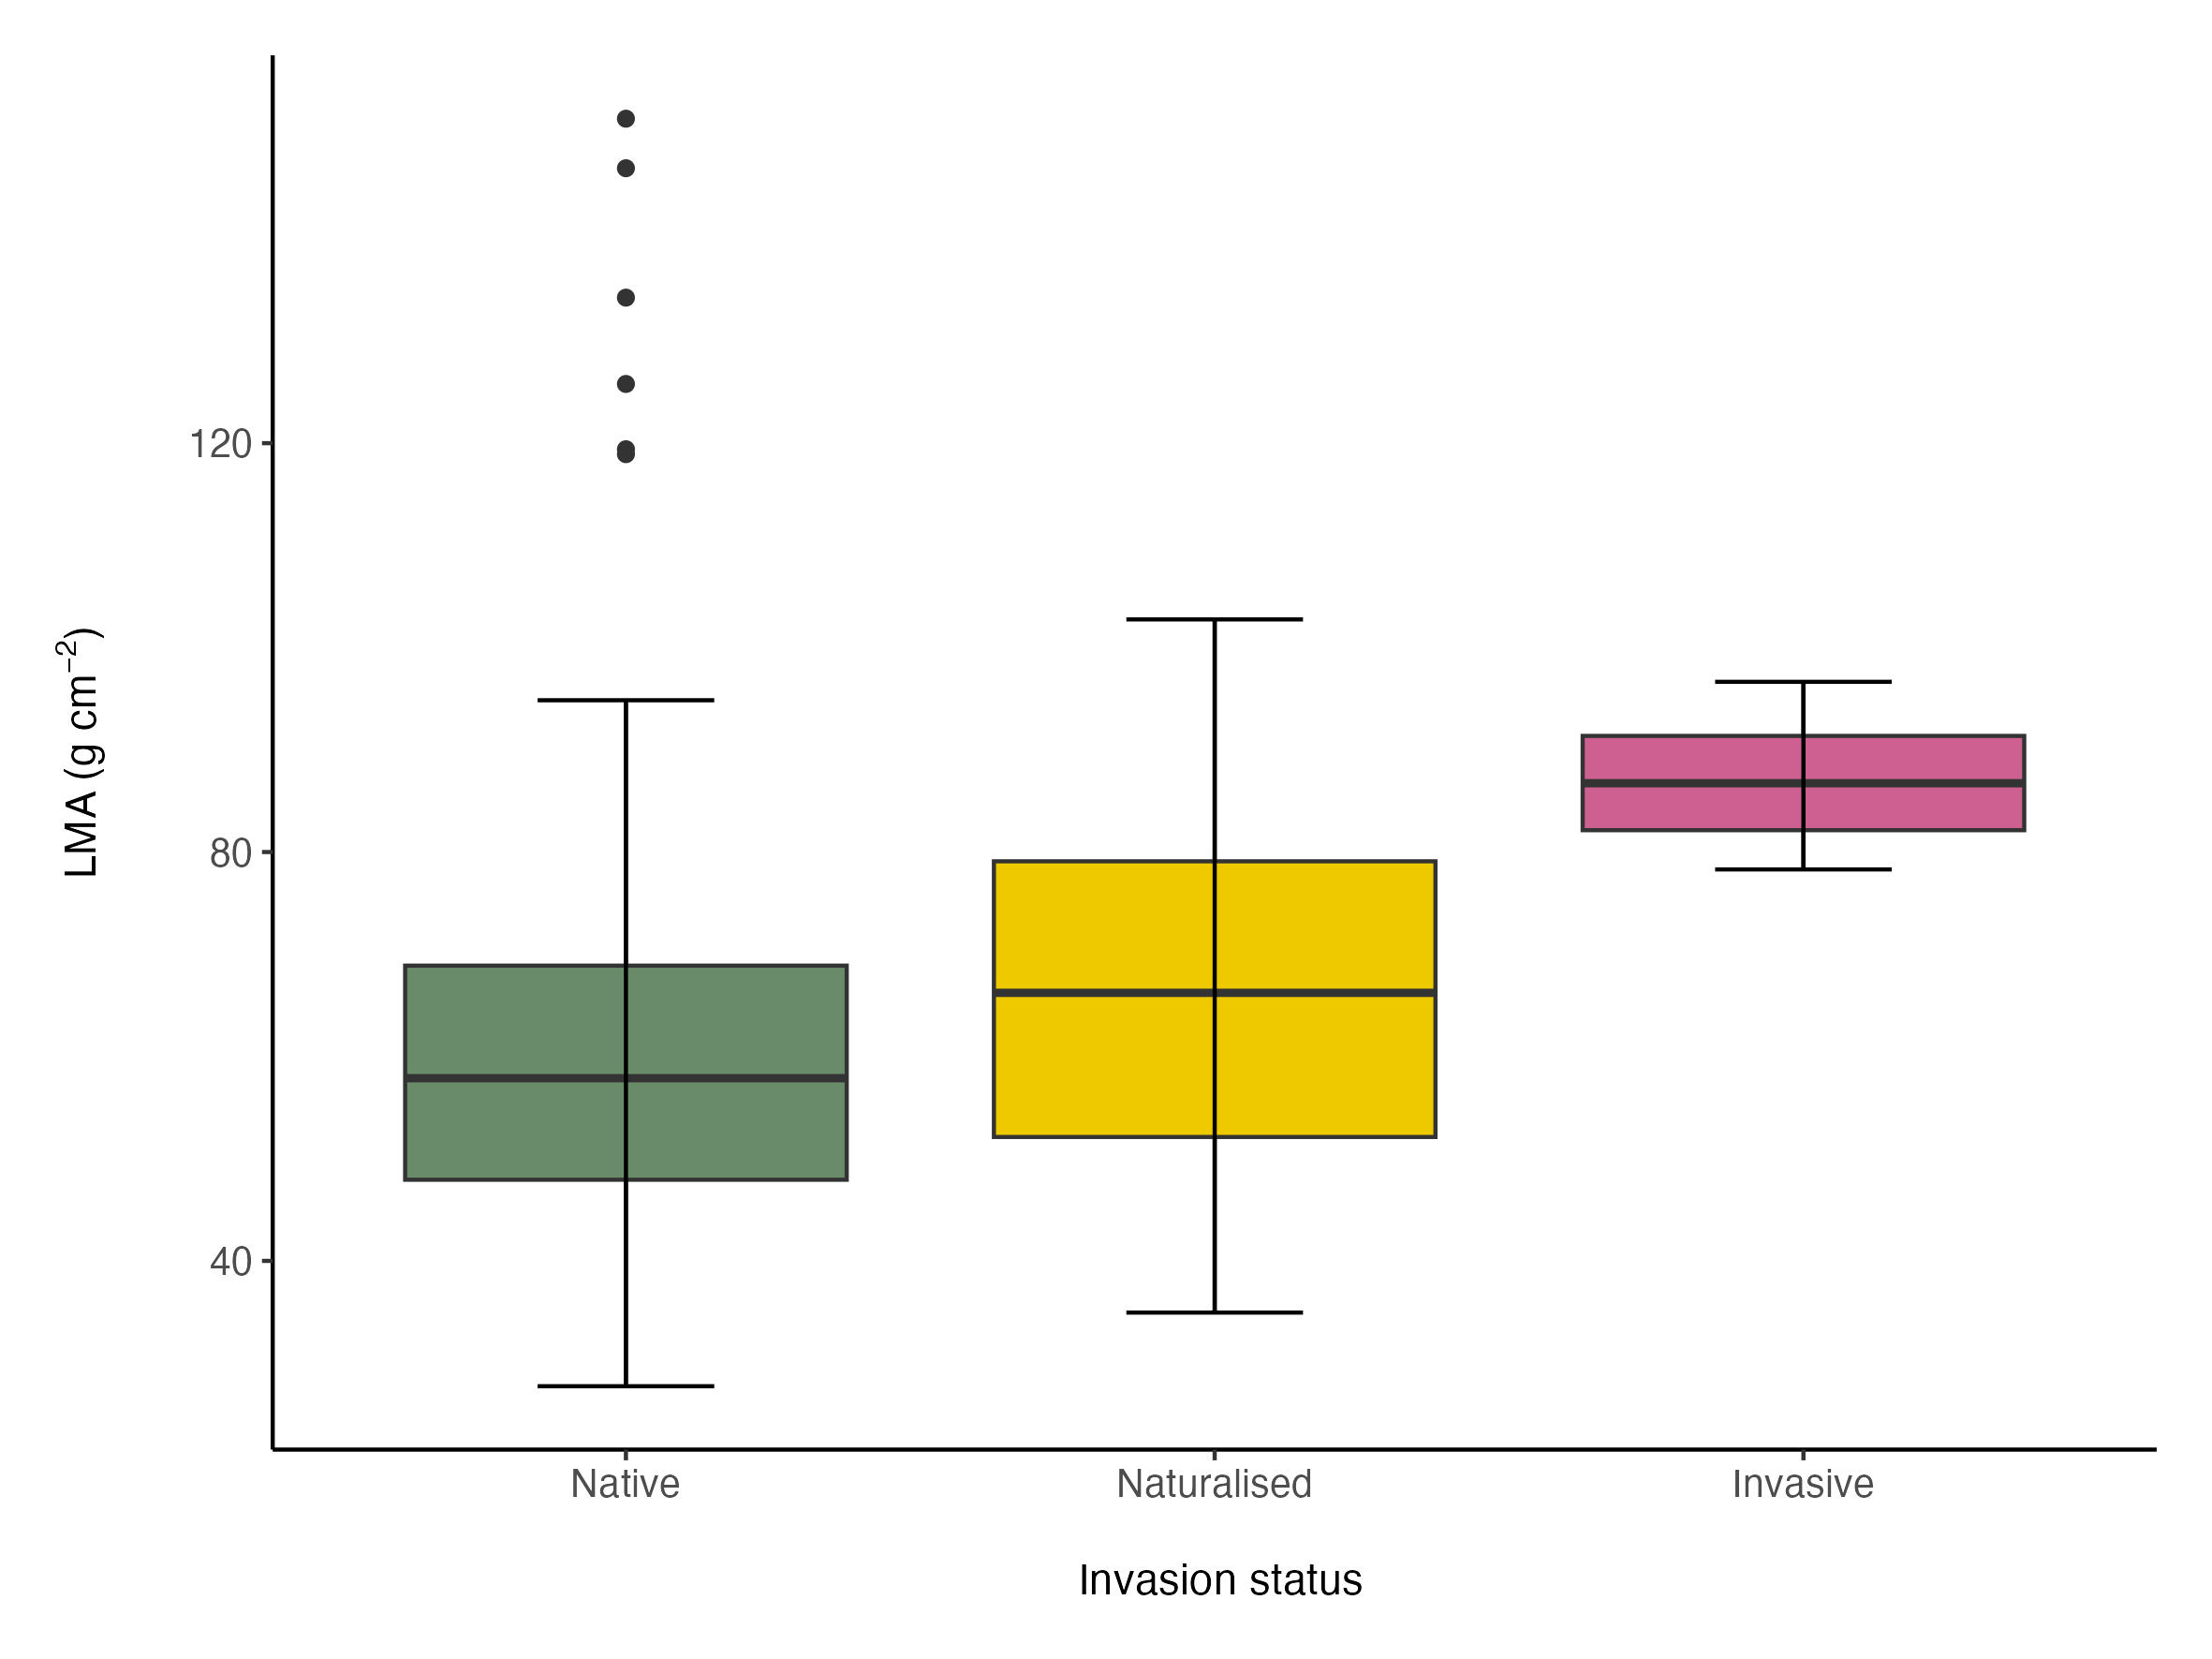 LMA (g cm⁻²)
120
80
40
Native Naturalised Invasive
Invasion status